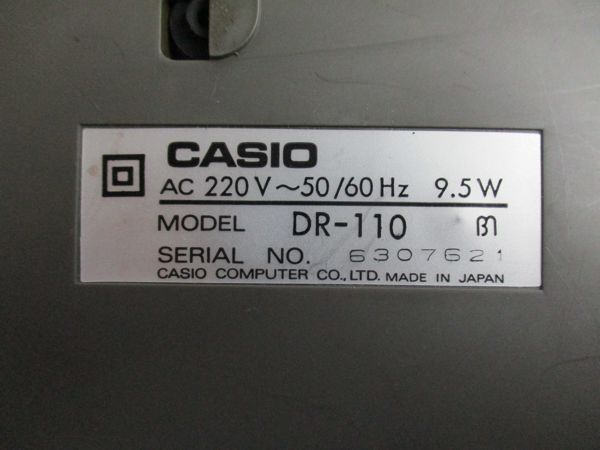 CASIO
AC 220V~50/60Hz 9.5W
MODEL DR-110
SERIAL NO. 6307621
CASIO COMPUTER CO.,LTD. MADE IN JAPAN